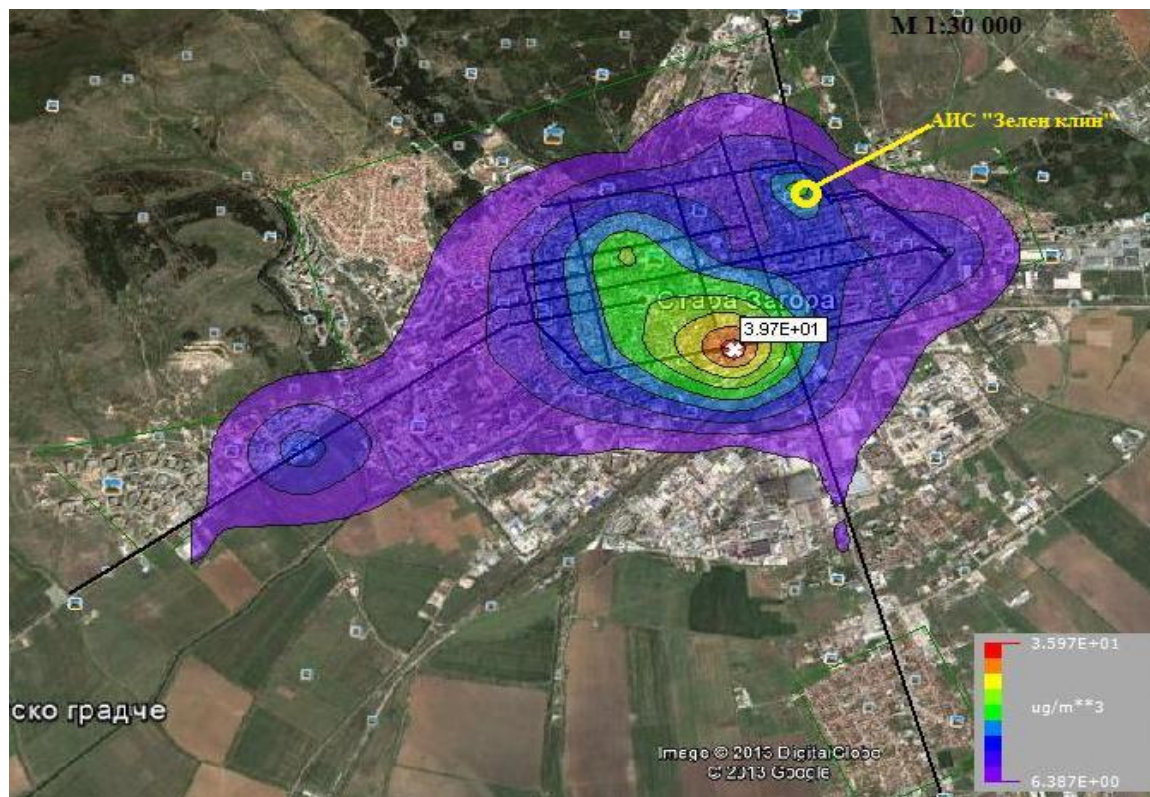 М 1:30 000
АИС "Зелен клин"
Стара Загора
3.97E+01
3.597E+01
ug/m**3
6.387E+00
ско градче
Image © 2013 DigitalGlobe
© 2013 Google